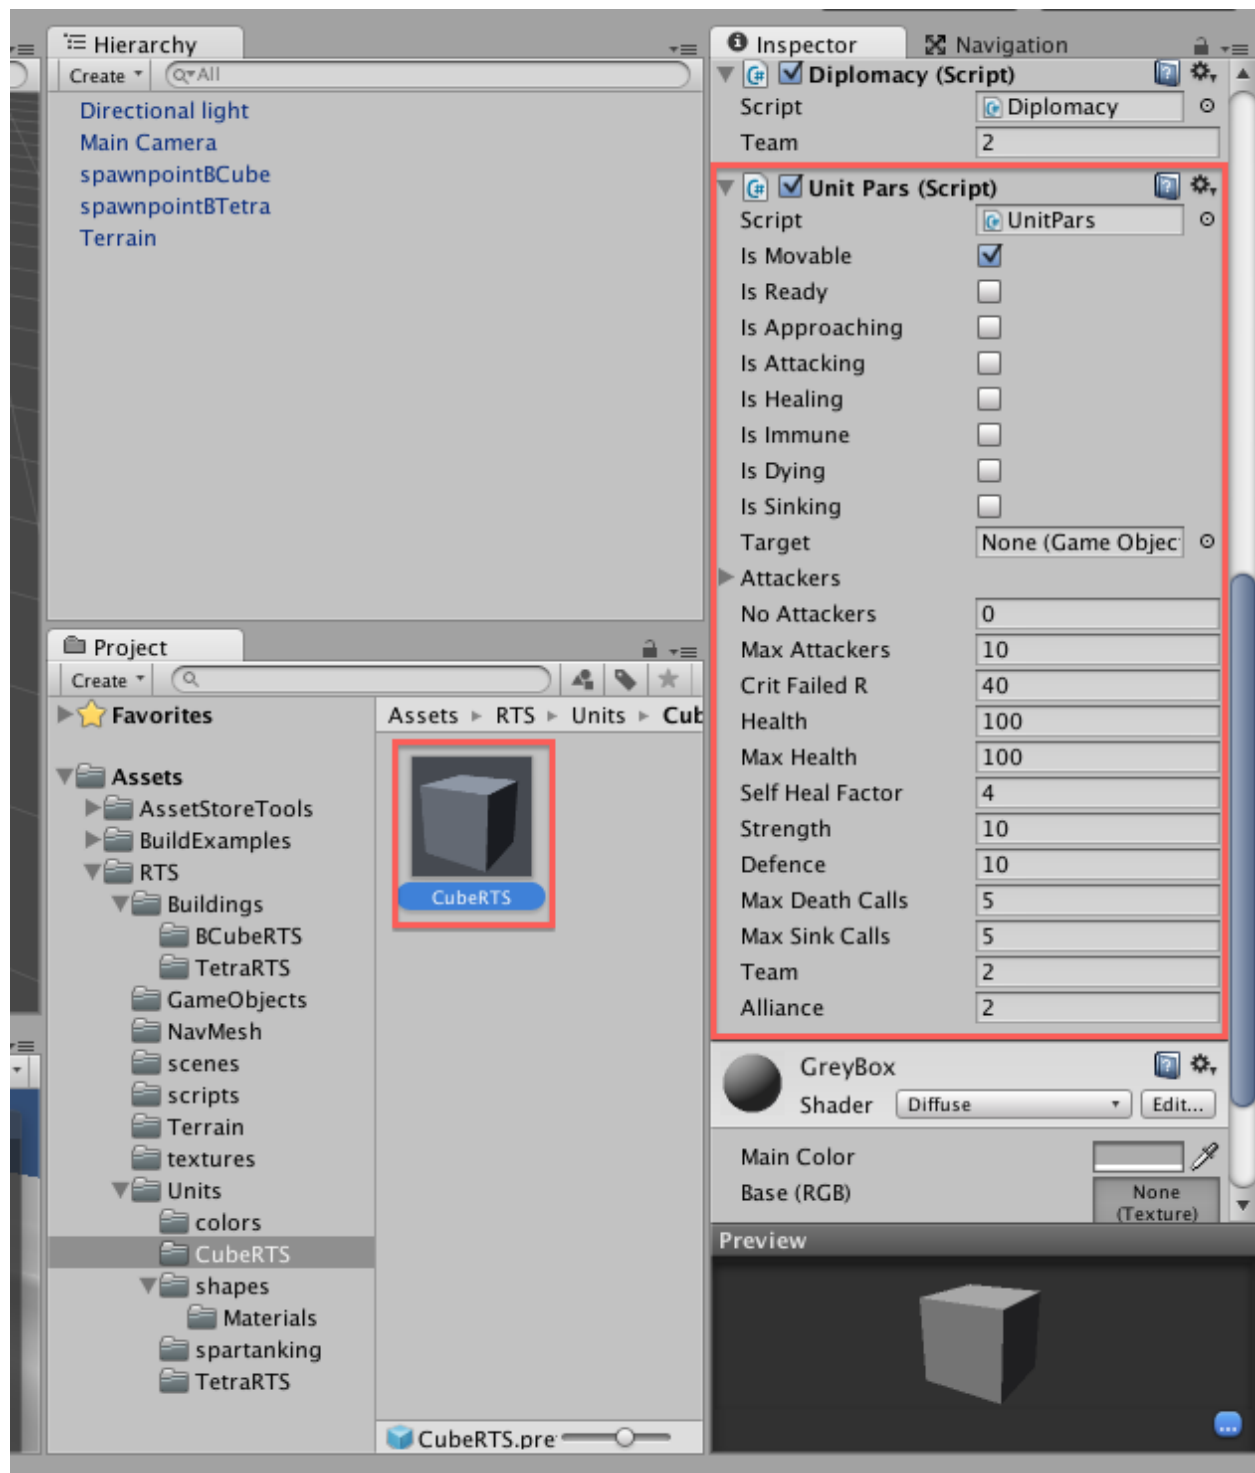 Hierarchy
Create
All
Directional light
Main Camera
spawnpointBCube
spawnpointBTetra
Terrain
Project
Create
Favorites
Assets
AssetStoreTools
BuildExamples
RTS
Buildings
BCubeRTS
TetraRTS
GameObjects
NavMesh
scenes
scripts
Terrain
textures
Units
colors
CubeRTS
shapes
Materials
spartanking
TetraRTS
Assets RTS Units Cub
CubeRTS
CubeRTS.pre
Inspector Navigation
Diplomacy (Script)
Script Diplomacy
Team 2
Unit Pars (Script)
Script UnitPars
Is Movable
Is Ready
Is Approaching
Is Attacking
Is Healing
Is Immune
Is Dying
Is Sinking
Target None (Game Objec
Attackers
No Attackers 0
Max Attackers 10
Crit Failed R 40
Health 100
Max Health 100
Self Heal Factor 4
Strength 10
Defence 10
Max Death Calls 5
Max Sink Calls 5
Team 2
Alliance 2
GreyBox
Shader Diffuse Edit...
Main Color
Base (RGB) None
(Texture)
Preview